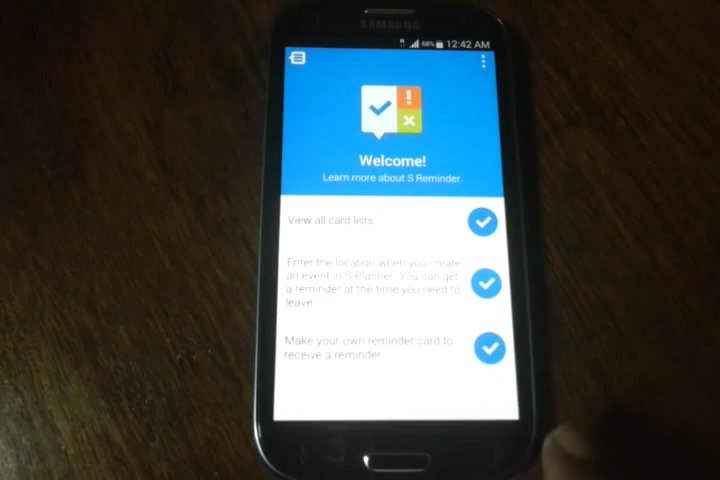 SAMSUNG
H 68% 12:42 AM
Welcome!
Learn more about S Reminder.
View all card lists
Enter the location when you create
an event in S Planner. You can get
a reminder at the time you need to
leave
Make your own reminder card to
receive a reminder